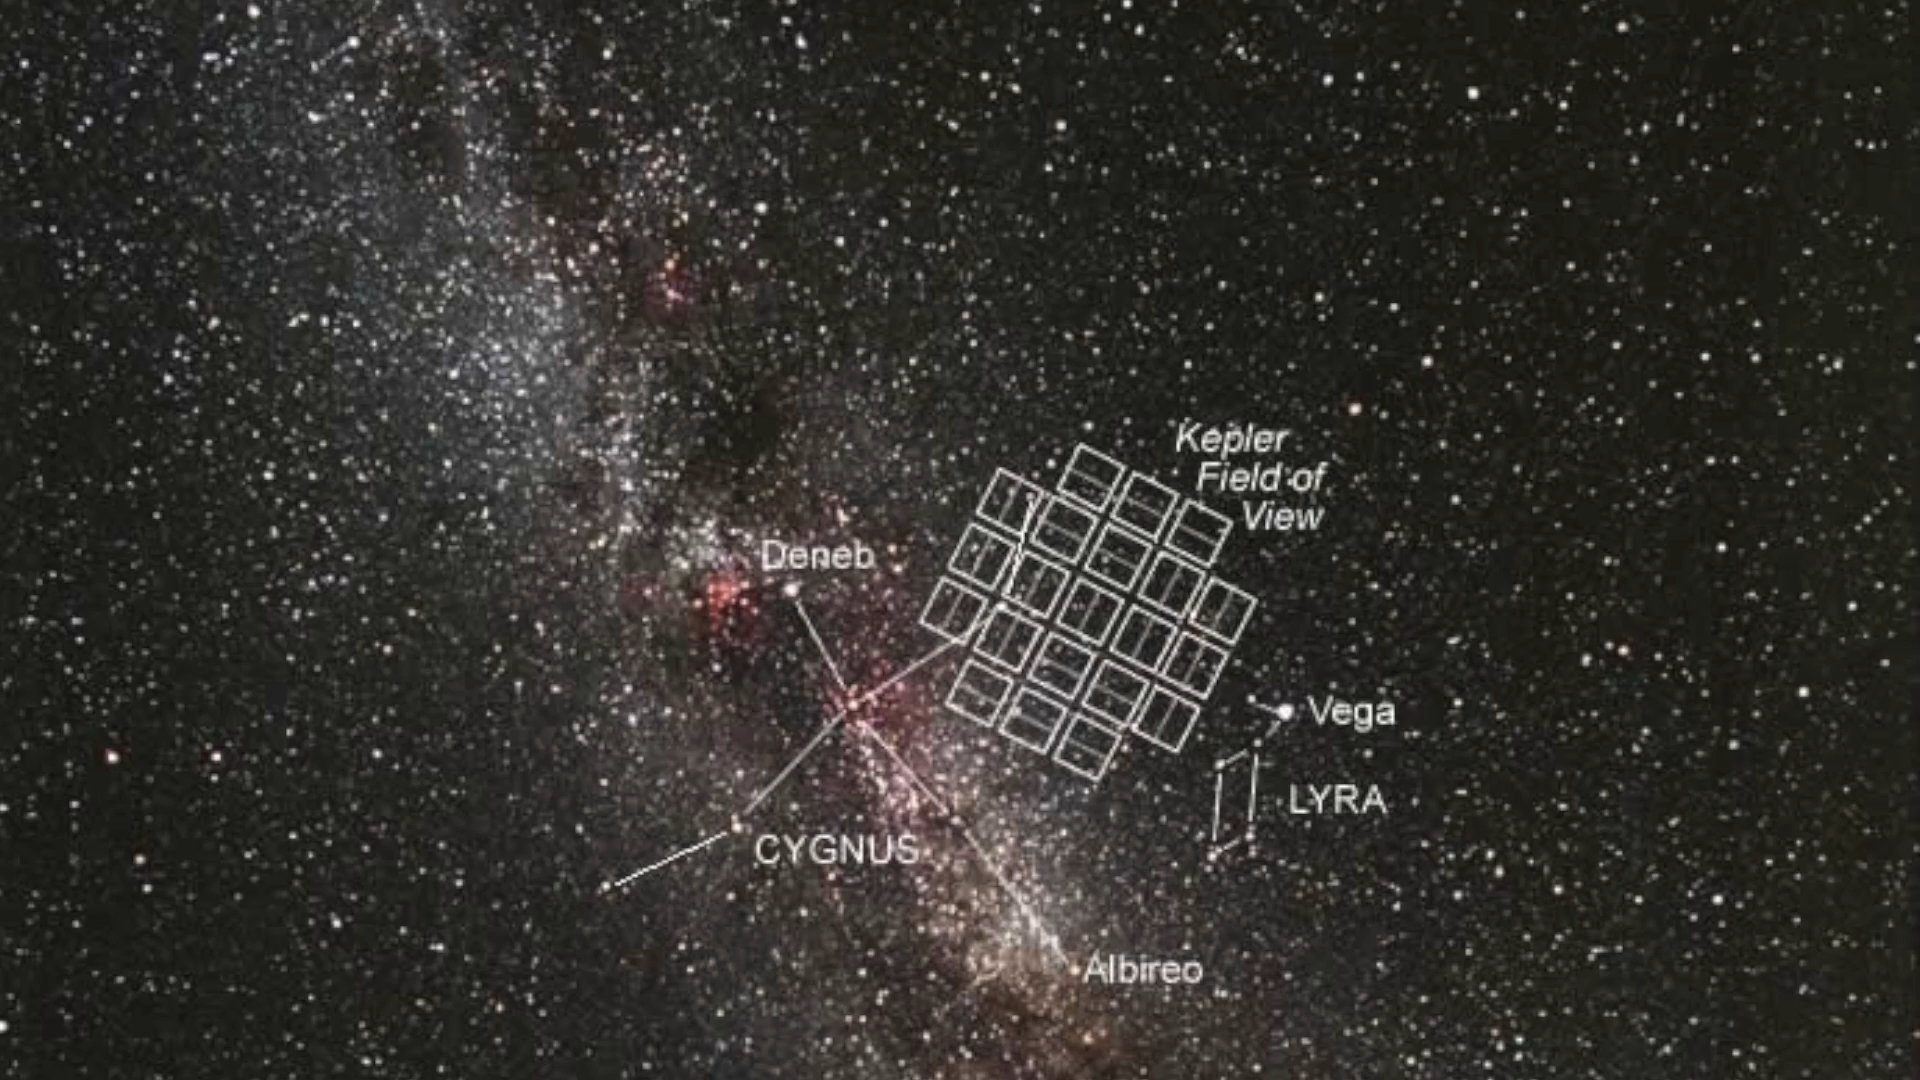 Kepler
Field of
View
Deneb
Vega
LYRA
CYGNUS
Albireo